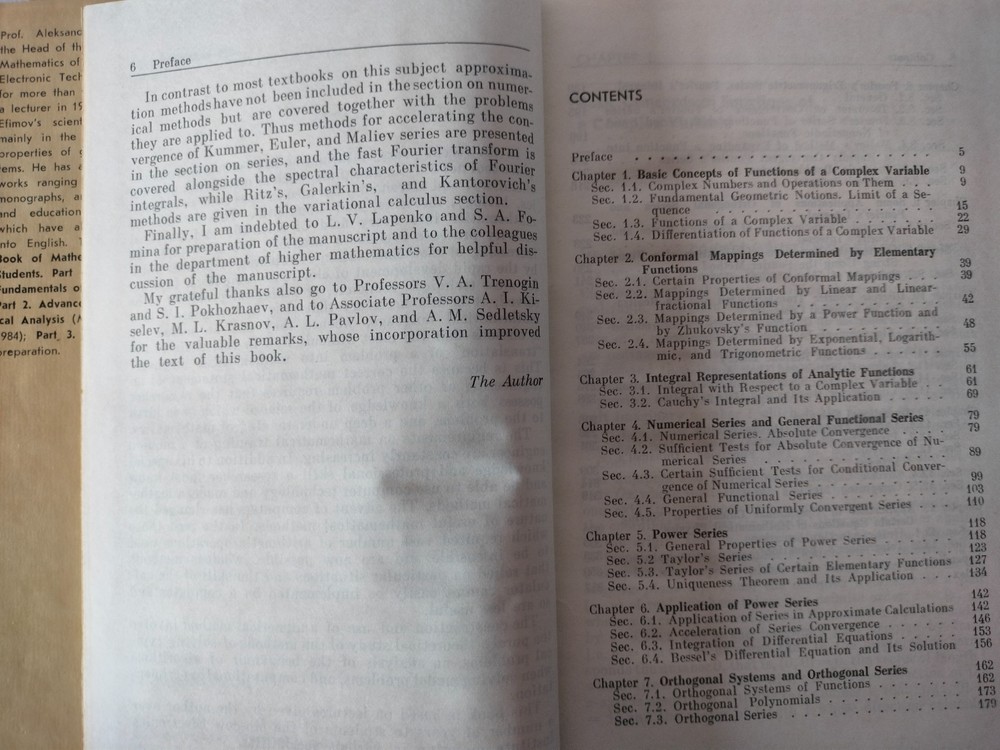 Prof.
the Head of
Mathematics of
Electronic
for more than
a lecturer in
Efimov's
mainly in the
properties of
He has
works ranging
monographs,
and education
which have a
into English.
Book of
Students. Part
Fundamentals
Part 2.
cal Analysis
1984); Part 3.
preparation.
6 Preface
In contrast to most textbooks on this subject approxima-
tion methods have not been included in the section on numer-
ical methods but are covered together with the problems
they are applied to. Thus methods for accelerating the con-
vergence of Kummer, Euler, and Maliev series are presented
in the section on series, and the fast Fourier transform is
covered alongside the spectral characteristics of Fourier
integrals, while Ritz's, Galerkin's, and Kantorovich's
methods are given in the variational calculus section.
Finally, I am indebted to L. V. Lapenko and S. A. Fo-
mina for preparation of the manuscript and to the colleagues
in the department of higher mathematics for helpful dis-
cussion of the manuscript.
My grateful thanks also go to Professors V. A. Trenogin
and S. I. Pokhozhaev, and to Associate Professors A. I. Ki-
selev, M. L. Krasnov, A. L. Pavlov, and A. M. Sedletsky
for the valuable remarks, whose incorporation improved
the text of this book.
The Author
CONTENTS
Preface . . . . . . . . . . . . . . . . . 5
Chapter 1. Basic Concepts of Functions of a Complex Variable 9
Sec. 1.1. Complex Numbers and Operations on Them . . . 9
Sec. 1.2. Fundamental Geometric Notions. Limit of a Se-
quence . . . . . . . . . . . . . 15
Sec. 1.3. Functions of a Complex Variable . . . . . 22
Sec. 1.4. Differentiation of Functions of a Complex Variable 29
Chapter 2. Conformal Mappings Determined by Elementary
Functions 39
Sec. 2.1. Certain Properties of Conformal Mappings . . . 39
Sec. 2.2. Mappings Determined by Linear and Linear-
fractional Functions . . . . . . . . 42
Sec. 2.3. Mappings Determined by a Power Function and
by Zhukovsky's Function . . . . . . . 48
Sec. 2.4. Mappings Determined by Exponential, Logarith-
mic, and Trigonometric Functions . . . . . . 55
Chapter 3. Integral Representations of Analytic Functions 61
Sec. 3.1. Integral with Respect to a Complex Variable . . 61
Sec. 3.2. Cauchy's Integral and Its Application . . . . . 69
Chapter 4. Numerical Series and General Functional Series 79
Sec. 4.1. Numerical Series. Absolute Convergence . . . . 79
Sec. 4.2. Sufficient Tests for Absolute Convergence of Nu-
merical Series . . . . . . . . . . . 89
Sec. 4.3. Certain Sufficient Tests for Conditional Conver-
gence of Numerical Series . . . . . . . 99
Sec. 4.4. General Functional Series . . . . . . . 103
Sec. 4.5. Properties of Uniformly Convergent Series . . . 110
Chapter 5. Power Series 118
Sec. 5.1. General Properties of Power Series . . . . . 118
Sec. 5.2 Taylor's Series . . . . . . . . . . 123
Sec. 5.3. Taylor's Series of Certain Elementary Functions 127
Sec. 5.4. Uniqueness Theorem and Its Application . . . 134
Chapter 6. Application of Power Series 142
Sec. 6.1. Application of Series in Approximate Calculations 142
Sec. 6.2. Acceleration of Series Convergence . . . . . 146
Sec. 6.3. Integration of Differential Equations . . . . 153
Sec. 6.4. Bessel's Differential Equation and Its Solution 156
Chapter 7. Orthogonal Systems and Orthogonal Series 162
Sec. 7.1. Orthogonal Systems of Functions . . . . . . 162
Sec. 7.2. Orthogonal Polynomials . . . . . . . . 173
Sec. 7.3. Orthogonal Series . . . . . . . . . . 179